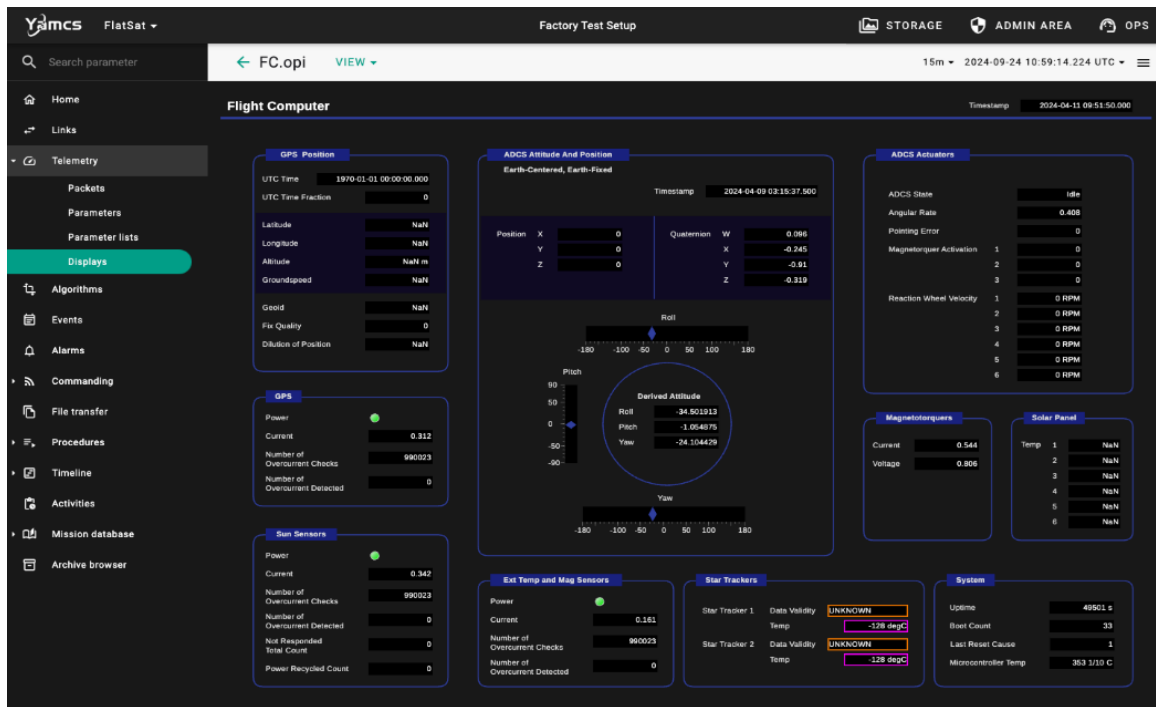 Yamcs FlatSat
Factory Test Setup
STORAGE ADMIN AREA OPS
Search parameter
FC.opi VIEW
15m 2024-09-24 10:59:14.224 UTC
Home
Links
Telemetry
Packets
Parameters
Parameter lists
Displays
Algorithms
Events
Alarms
Commanding
File transfer
Procedures
Timeline
Activities
Mission database
Archive browser
Flight Computer
Timestamp 2024-04-11 09:51:50.000
GPS Position
UTC Time 1970-01-01 00:00:00.000
UTC Time Fraction 0
Latitude NaN
Longitude NaN
Altitude NaN m
Groundspeed NaN
Geoid NaN
Fix Quality 0
Dilution of Position NaN
GPS
Power
Current 0.312
Number of
Overcurrent Checks 990023
Number of
Overcurrent Detected 0
Sun Sensors
Power
Current 0.342
Number of
Overcurrent Checks 990023
Number of
Overcurrent Detected 0
Not Responded
Total Count 0
Power Recycled Count 0
ADCS Attitude And Position
Earth-Centered, Earth-Fixed
Timestamp 2024-04-09 03:15:37.500
Position X 0 Quaternion W 0.096
Y 0 X -0.245
Z 0 Y -0.91
Z -0.319
Roll
-180 -100 -50 0 50 100 180
Pitch
90
50
0
-50
-90
Derived Attitude
Roll -34.501913
Pitch -1.054875
Yaw -24.104429
Yaw
-180 -100 -50 0 50 100 180
Ext Temp and Mag Sensors
Power
Current 0.161
Number of
Overcurrent Checks 990023
Number of
Overcurrent Detected 0
Star Trackers
Star Tracker 1 Data Validity UNKNOWN
Temp -128 degC
Star Tracker 2 Data Validity UNKNOWN
Temp -128 degC
ADCS Actuators
ADCS State Idle
Angular Rate 0.408
Pointing Error 0
Magnetorquer Activation 1 0
2 0
3 0
Reaction Wheel Velocity 1 0 RPM
2 0 RPM
3 0 RPM
4 0 RPM
5 0 RPM
6 0 RPM
Magnetotorquers
Current 0.544
Voltage 0.806
Solar Panel
Temp 1 NaN
2 NaN
3 NaN
4 NaN
5 NaN
6 NaN
System
Uptime 49501 s
Boot Count 33
Last Reset Cause 1
Microcontroller Temp 353 1/10 C